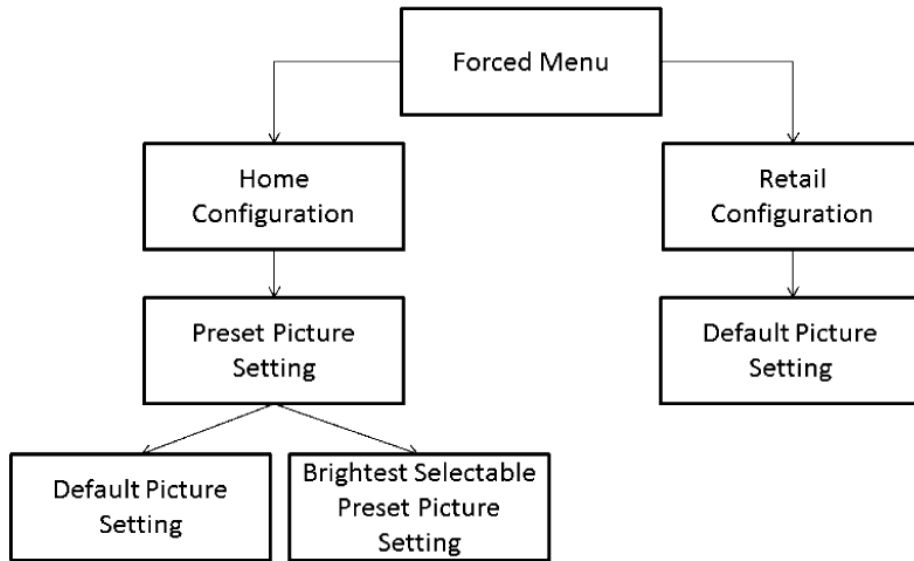 Forced Menu
Home
Configuration
Retail
Configuration
Preset Picture
Setting
Default Picture
Setting
Default Picture
Setting
Brightest Selectable
Preset Picture
Setting